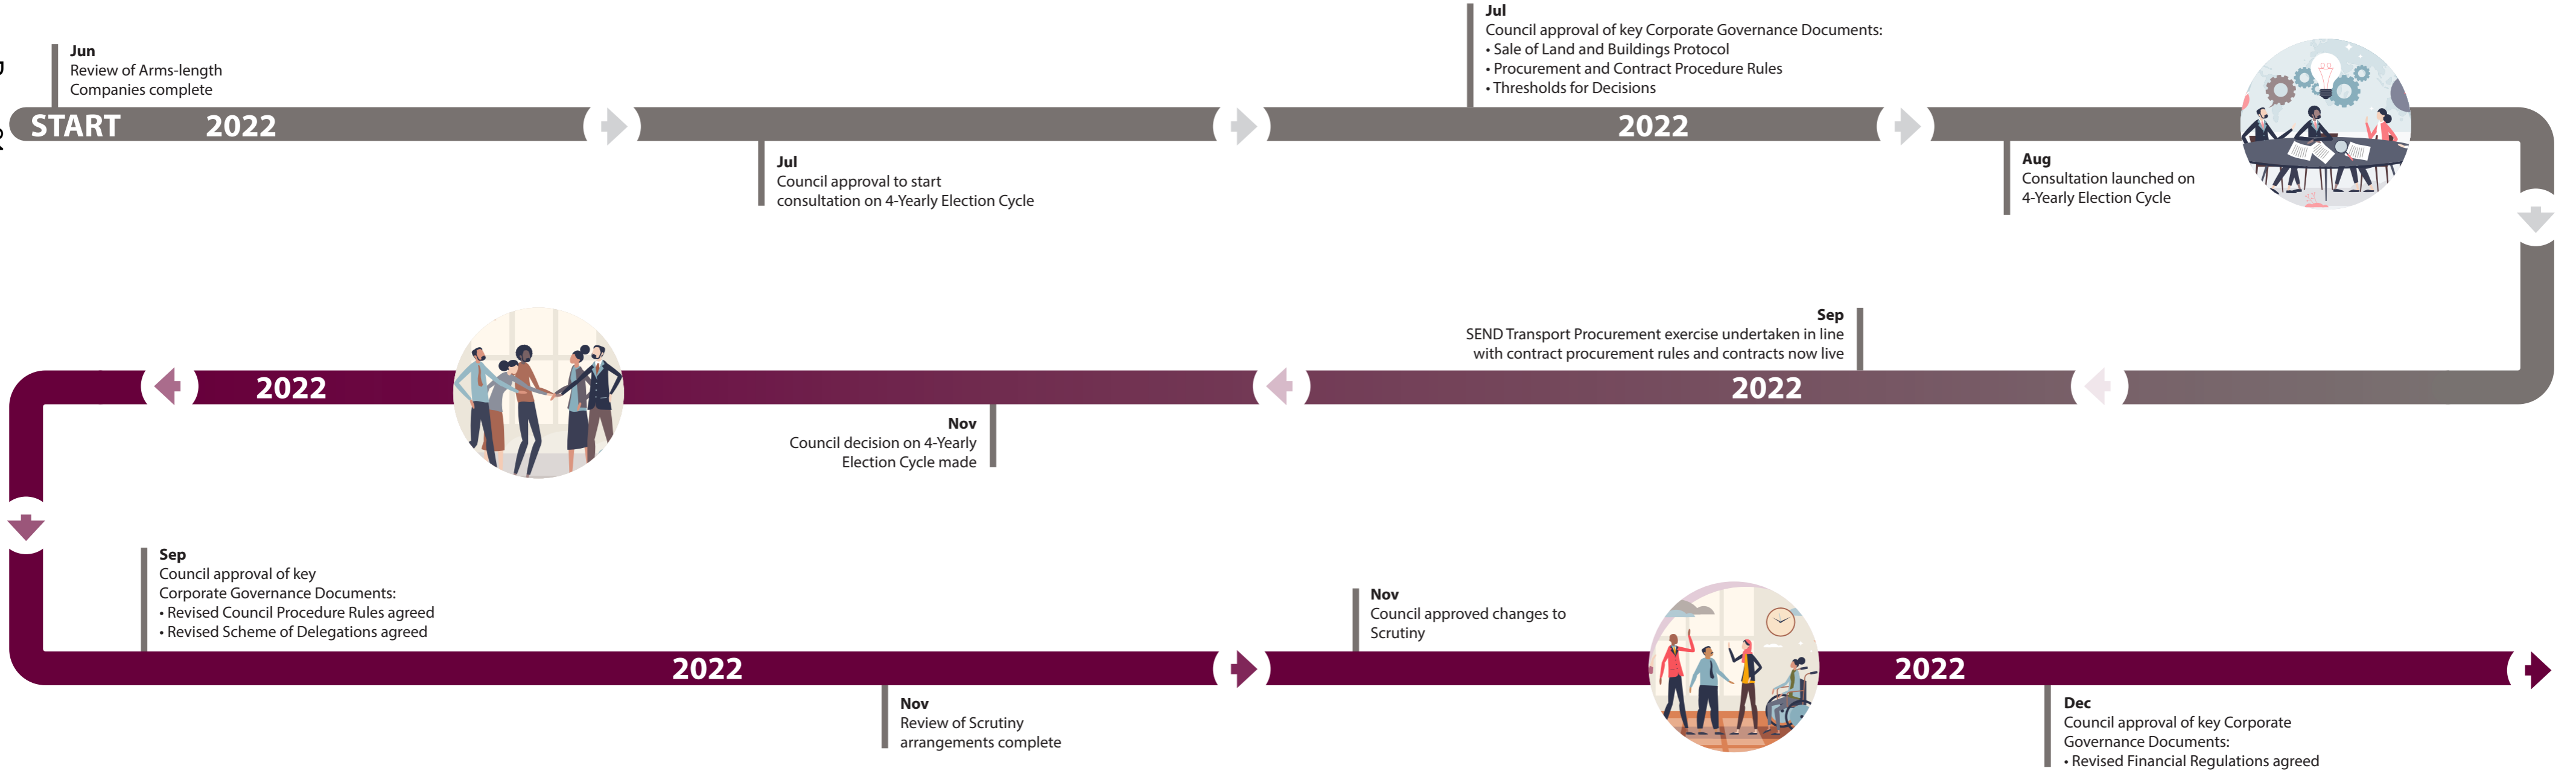 Jun
Review of Arms-length
Companies complete
START 2022
Jul
Council approval to start
consultation on 4-Yearly Election Cycle
Jul
Council approval of key Corporate Governance Documents:
• Sale of Land and Buildings Protocol
• Procurement and Contract Procedure Rules
• Thresholds for Decisions
2022
Aug
Consultation launched on
4-Yearly Election Cycle
Sep
SEND Transport Procurement exercise undertaken in line
with contract procurement rules and contracts now live
2022
Nov
Council decision on 4-Yearly
Election Cycle made
2022
Sep
Council approval of key
Corporate Governance Documents:
• Revised Council Procedure Rules agreed
• Revised Scheme of Delegations agreed
2022
Nov
Review of Scrutiny
arrangements complete
Nov
Council approved changes to
Scrutiny
2022
Dec
Council approval of key Corporate
Governance Documents:
• Revised Financial Regulations agreed